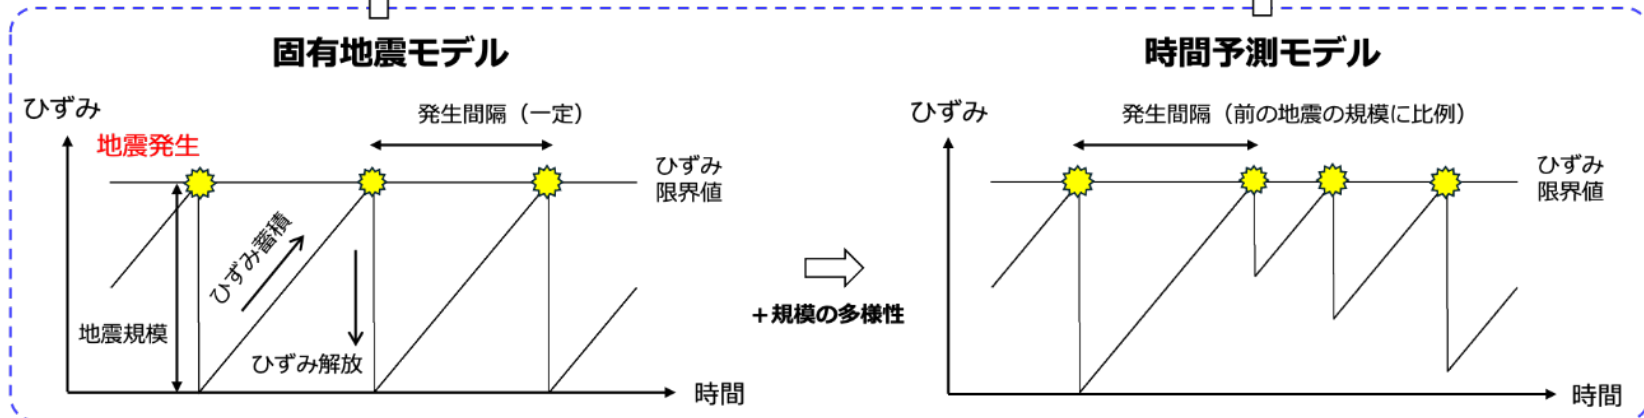 固有地震モデル
ひずみ
地震発生
発生間隔（一定）
ひずみ
限界値
ひずみ蓄積
地震規模
ひずみ解放
時間
＋規模の多様性
時間予測モデル
ひずみ
発生間隔（前の地震の規模に比例）
ひずみ
限界値
時間